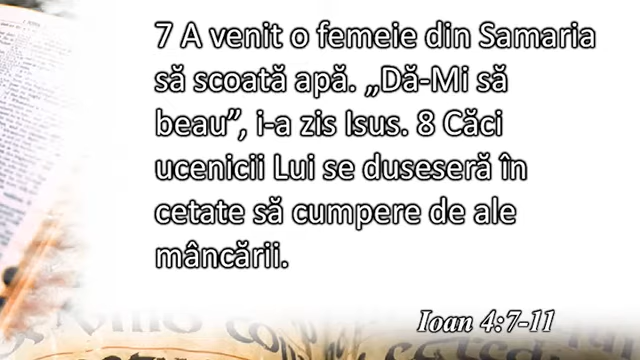 7 A venit o femeie din Samaria
să scoată apă. „Dă-Mi să
beau”, i-a zis Isus. 8 Căci
ucenicii Lui se duseseră în
cetate să cumpere de ale
mâncării.
Ioan 4:7-11